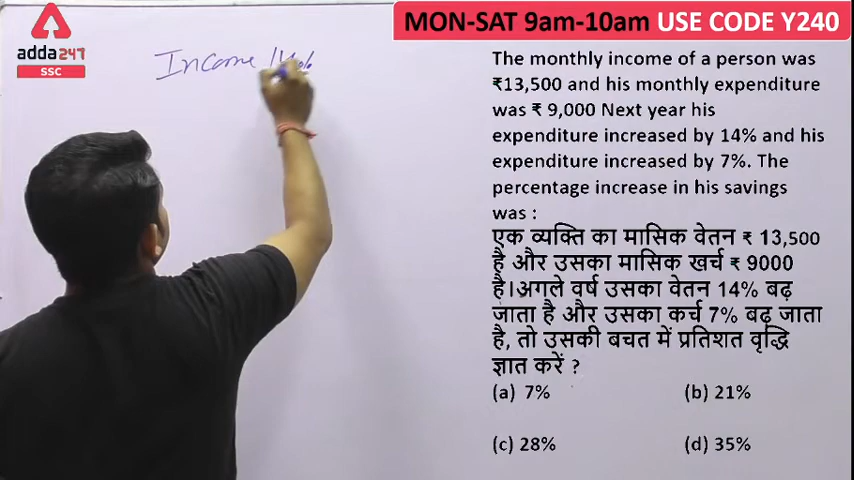 MON-SAT 9am-10am USE CODE Y240
adda247
SSC
Income 14%
The monthly income of a person was
₹13,500 and his monthly expenditure
was ₹ 9,000 Next year his
expenditure increased by 14% and his
expenditure increased by 7%. The
percentage increase in his savings
was :
एक व्यक्ति का मासिक वेतन ₹ 13,500
है और उसका मासिक खर्च ₹ 9000
है।अगले वर्ष उसका वेतन 14% बढ़
जाता है और उसका कर्च 7% बढ़ जाता
है, तो उसकी बचत में प्रतिशत वृद्धि
ज्ञात करें ?
(a) 7% (b) 21%
(c) 28% (d) 35%